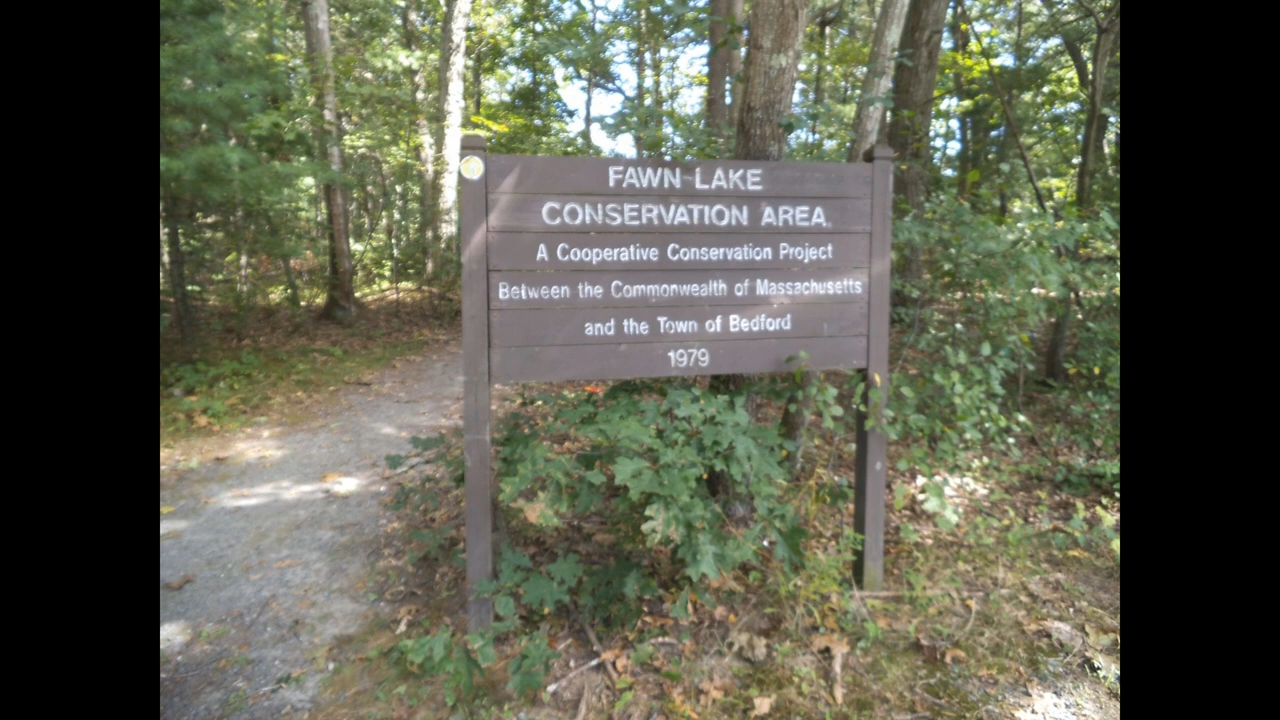 FAWN LAKE
CONSERVATION AREA
A Cooperative Conservation Project
Between the Commonwealth of Massachusetts
and the Town of Bedford
1979